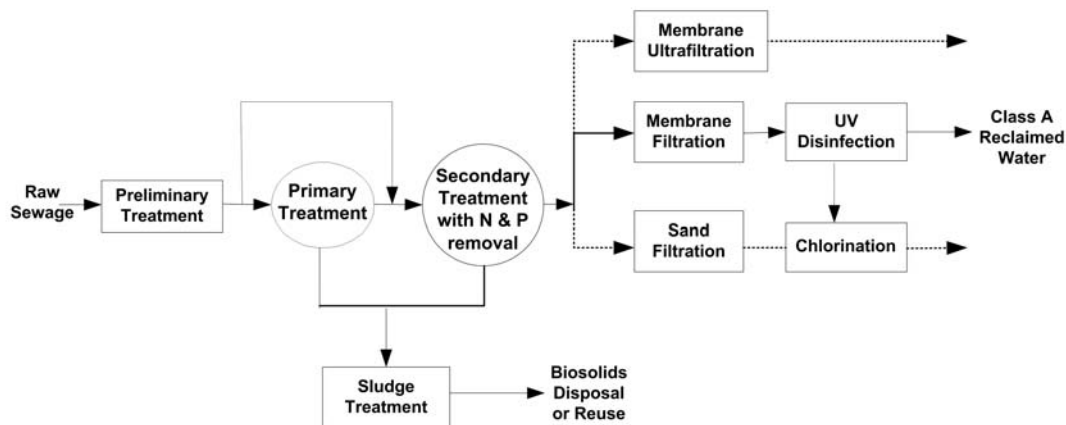 Raw
Sewage
Preliminary
Treatment
Primary
Treatment
Secondary
Treatment
with N & P
removal
Membrane
Ultrafiltration
Membrane
Filtration
UV
Disinfection
Class A
Reclaimed
Water
Sand
Filtration
Chlorination
Sludge
Treatment
Biosolids
Disposal
or Reuse